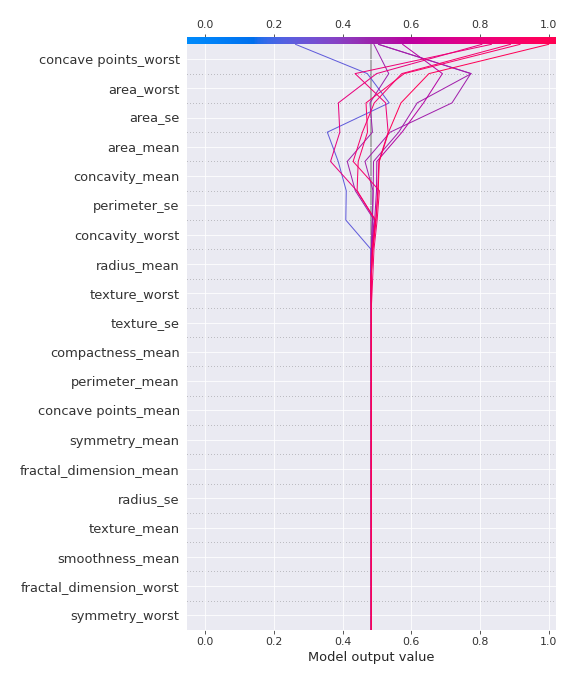 0.0 0.2 0.4 0.6 0.8 1.0
concave points_worst
area_worst
area_se
area_mean
concavity_mean
perimeter_se
concavity_worst
radius_mean
texture_worst
texture_se
compactness_mean
perimeter_mean
concave points_mean
symmetry_mean
fractal_dimension_mean
radius_se
texture_mean
smoothness_mean
fractal_dimension_worst
symmetry_worst
0.0 0.2 0.4 0.6 0.8 1.0
Model output value